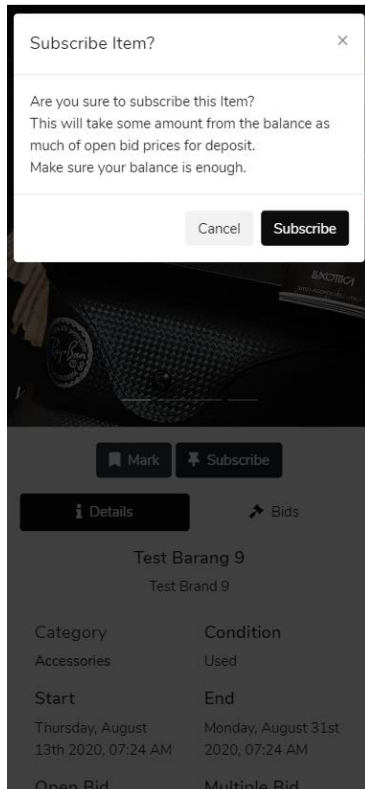 Subscribe Item?
×
Are you sure to subscribe this Item?
This will take some amount from the balance as
much of open bid prices for deposit.
Make sure your balance is enough.
Cancel
Subscribe
Ray-Ban
Mark
Subscribe
Details
Bids
Test Barang 9
Test Brand 9
Category
Condition
Accessories
Used
Start
End
Thursday, August
13th 2020, 07:24 AM
Monday, August 31st
2020, 07:24 AM
Open Bid
Multiple Bid